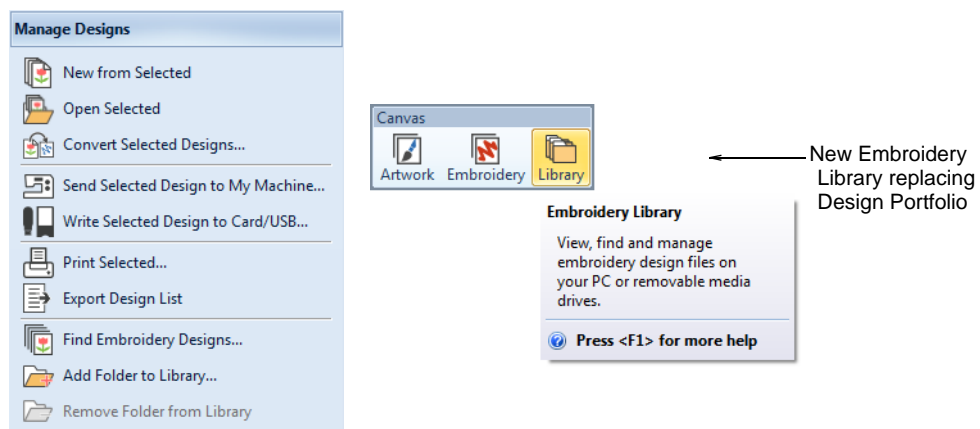 Manage Designs
New from Selected
Open Selected
Convert Selected Designs...
Send Selected Design to My Machine...
Write Selected Design to Card/USB...
Print Selected...
Export Design List
Find Embroidery Designs...
Add Folder to Library...
Remove Folder from Library
Canvas
Artwork Embroidery Library
Embroidery Library
View, find and manage
embroidery design files on
your PC or removable media
drives.
Press <F1> for more help
New Embroidery
Library replacing
Design Portfolio